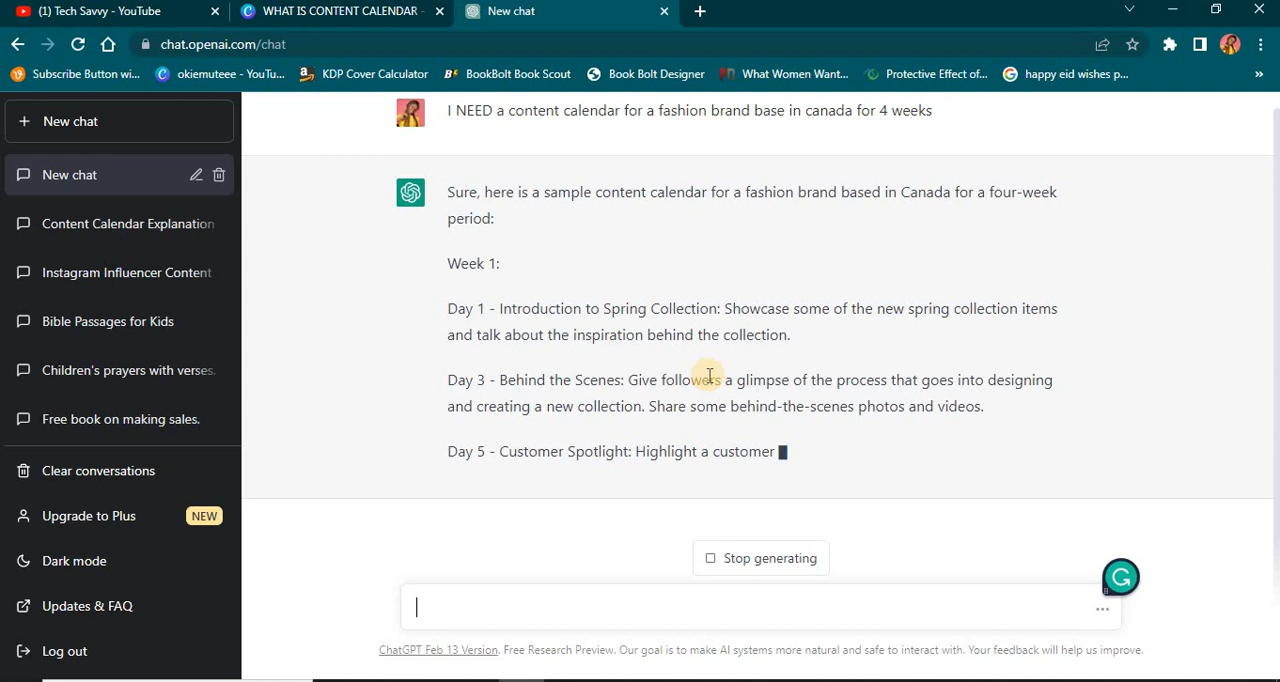 (1) Tech Savvy - YouTube
WHAT IS CONTENT CALENDAR -
New chat
chat.openai.com/chat
Subscribe Button wi...
okiemuteee - YouTu...
KDP Cover Calculator
BookBolt Book Scout
Book Bolt Designer
What Women Want...
Protective Effect of...
happy eid wishes p...
New chat
New chat
Content Calendar Explanation
Instagram Influencer Content
Bible Passages for Kids
Children's prayers with verses.
Free book on making sales.
Clear conversations
Upgrade to Plus NEW
Dark mode
Updates & FAQ
Log out
I NEED a content calendar for a fashion brand base in canada for 4 weeks
Sure, here is a sample content calendar for a fashion brand based in Canada for a four-week
period:
Week 1:
Day 1 - Introduction to Spring Collection: Showcase some of the new spring collection items
and talk about the inspiration behind the collection.
Day 3 - Behind the Scenes: Give followers a glimpse of the process that goes into designing
and creating a new collection. Share some behind-the-scenes photos and videos.
Day 5 - Customer Spotlight: Highlight a customer
Stop generating
ChatGPT Feb 13 Version. Free Research Preview. Our goal is to make AI systems more natural and safe to interact with. Your feedback will help us improve.